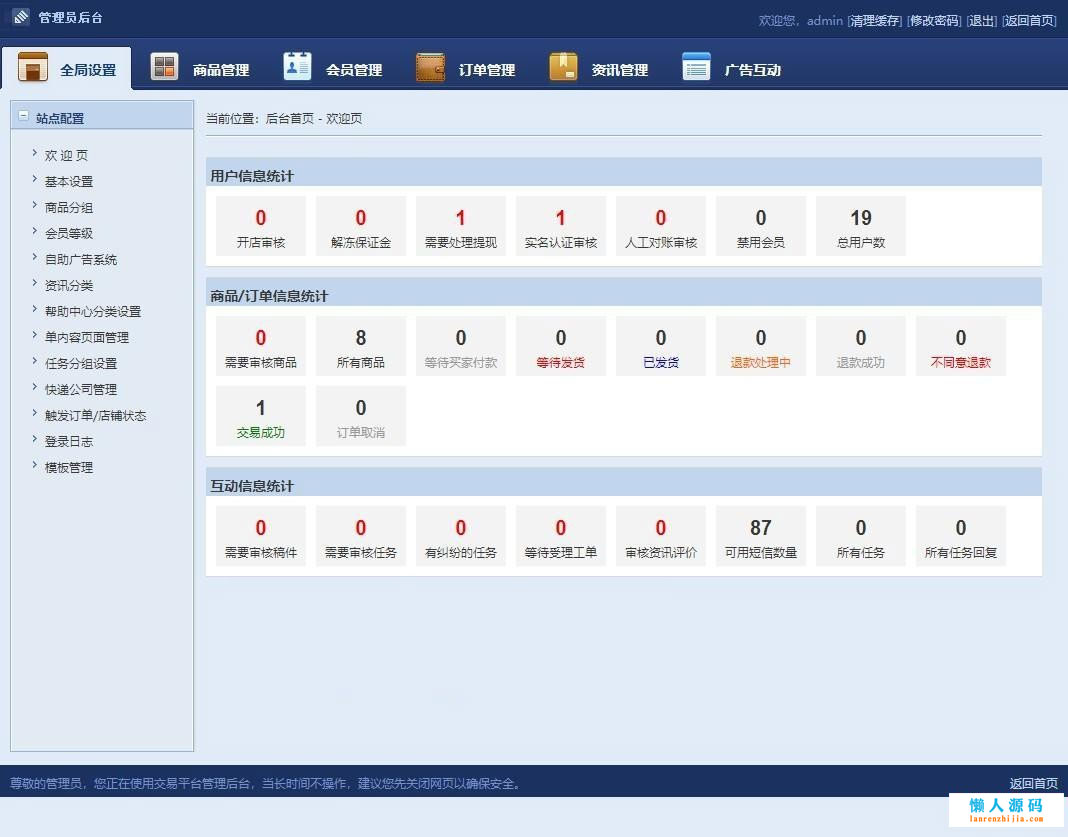 管理员后台
欢迎您，admin [清理缓存] [修改密码] [退出] [返回首页]
全局设置 商品管理 会员管理 订单管理 资讯管理 广告互动
站点配置
欢 迎 页
基本设置
商品分组
会员等级
自助广告系统
资讯分类
帮助中心分类设置
单内容页面管理
任务分组设置
快递公司管理
触发订单/店铺状态
登录日志
模板管理
当前位置：后台首页 - 欢迎页
用户信息统计
0 0 1 1 0 0 19
开店审核 解冻保证金 需要处理提现 实名认证审核 人工对账审核 禁用会员 总用户数
商品/订单信息统计
0 8 0 0 0 0 0 0
需要审核商品 所有商品 等待买家付款 等待发货 已发货 退款处理中 退款成功 不同意退款
1 0
交易成功 订单取消
互动信息统计
0 0 0 0 0 87 0 0
需要审核稿件 需要审核任务 有纠纷的任务 等待受理工单 审核资讯评价 可用短信数量 所有任务 所有任务回复
尊敬的管理员，您正在使用交易平台管理后台，当长时间不操作，建议您先关闭网页以确保安全。
返回首页
懒人源码
lanrenzhijia.com